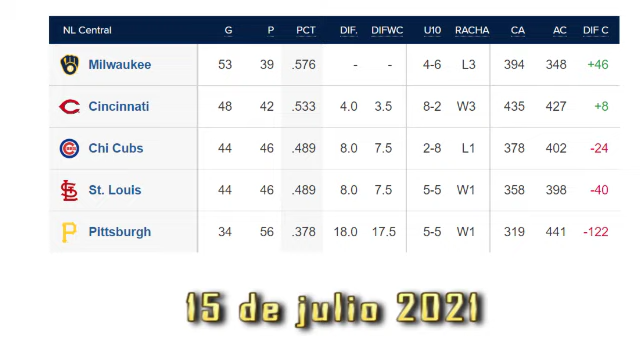 NL Central G P PCT DIF. DIFWC U10 RACHA CA AC DIF C
Milwaukee 53 39 .576 - - 4-6 L3 394 348 +46
Cincinnati 48 42 .533 4.0 3.5 8-2 W3 435 427 +8
Chi Cubs 44 46 .489 8.0 7.5 2-8 L1 378 402 -24
St. Louis 44 46 .489 8.0 7.5 5-5 W1 358 398 -40
Pittsburgh 34 56 .378 18.0 17.5 5-5 W1 319 441 -122
15 de julio 2021